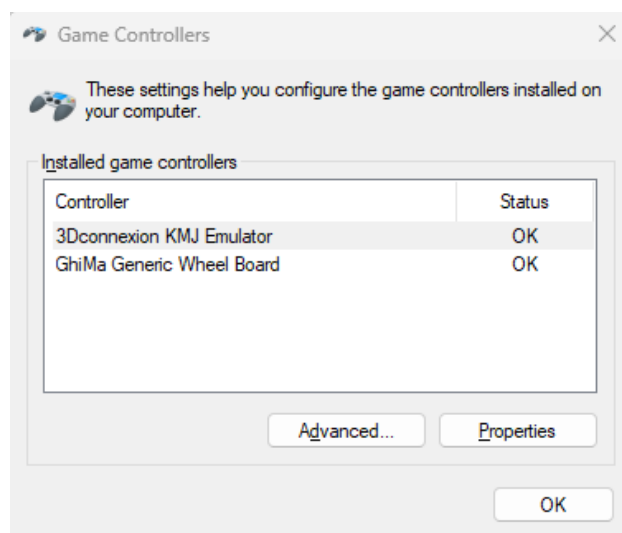 Game Controllers
These settings help you configure the game controllers installed on
your computer.
Installed game controllers
Controller Status
3Dconnexion KMJ Emulator OK
GhiMa Generic Wheel Board OK
Advanced... Properties
OK